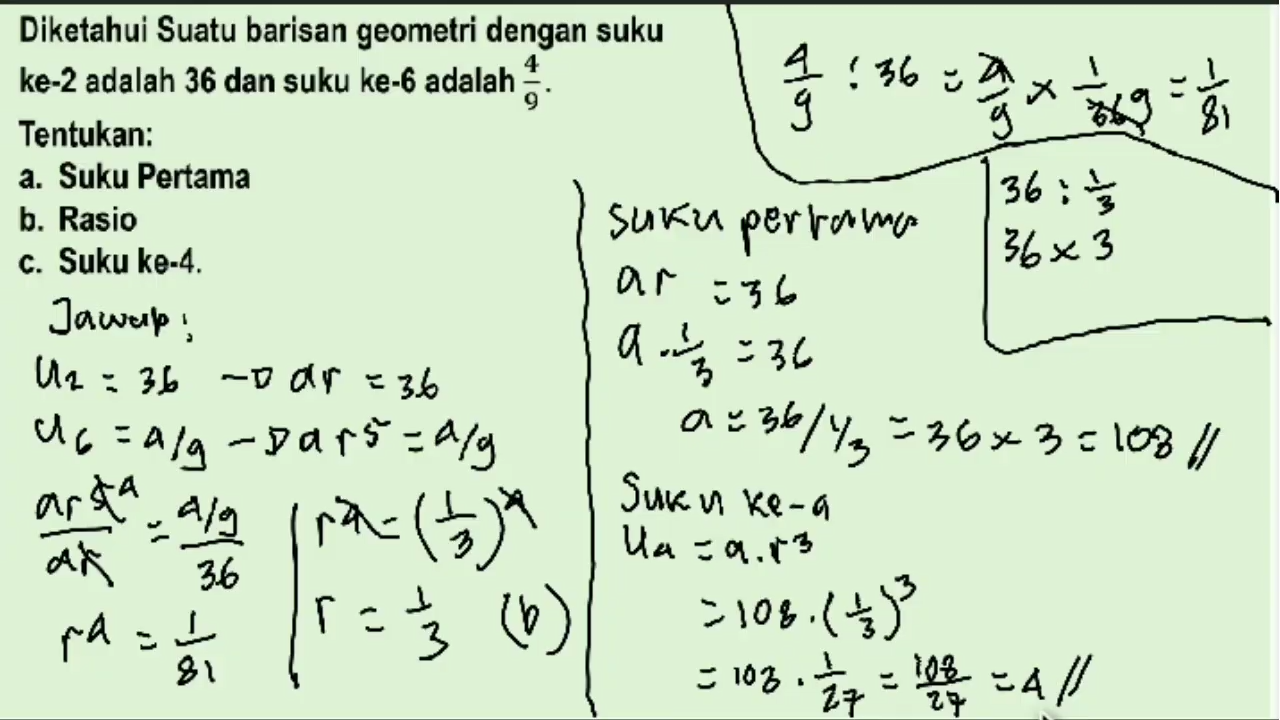 Diketahui Suatu barisan geometri dengan suku
ke-2 adalah 36 dan suku ke-6 adalah 4/9.
Tentukan:
a. Suku Pertama
b. Rasio
c. Suku ke-4.
Jawab :
U2 = 36 → ar = 36
U6 = 4/9 → ar5 = 4/9
ar5 4 / ar = 4/9 / 36
r4 = 1/81
r4 = (1/3)4
r = 1/3 (b)
4/9 : 36 = 4/9 × 1/36 9 = 1/81
36 : 1/3
36 × 3
Suku pertama
ar = 36
a . 1/3 = 36
a = 36/1/3 = 36 × 3 = 108 //
Suku ke-4
U4 = a.r3
= 108 . (1/3)3
= 108 . 1/27 = 108/27 = 4 //